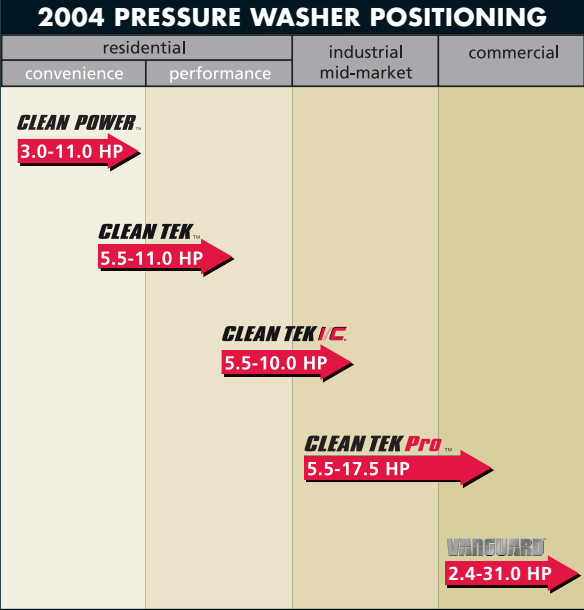 2004 PRESSURE WASHER POSITIONING
residential
convenience
performance
industrial
mid-market
commercial
CLEAN POWER™
3.0-11.0 HP
CLEAN TEK™
5.5-11.0 HP
CLEAN TEK I/C
5.5-10.0 HP
CLEAN TEK Pro™
5.5-17.5 HP
VANGUARD
2.4-31.0 HP